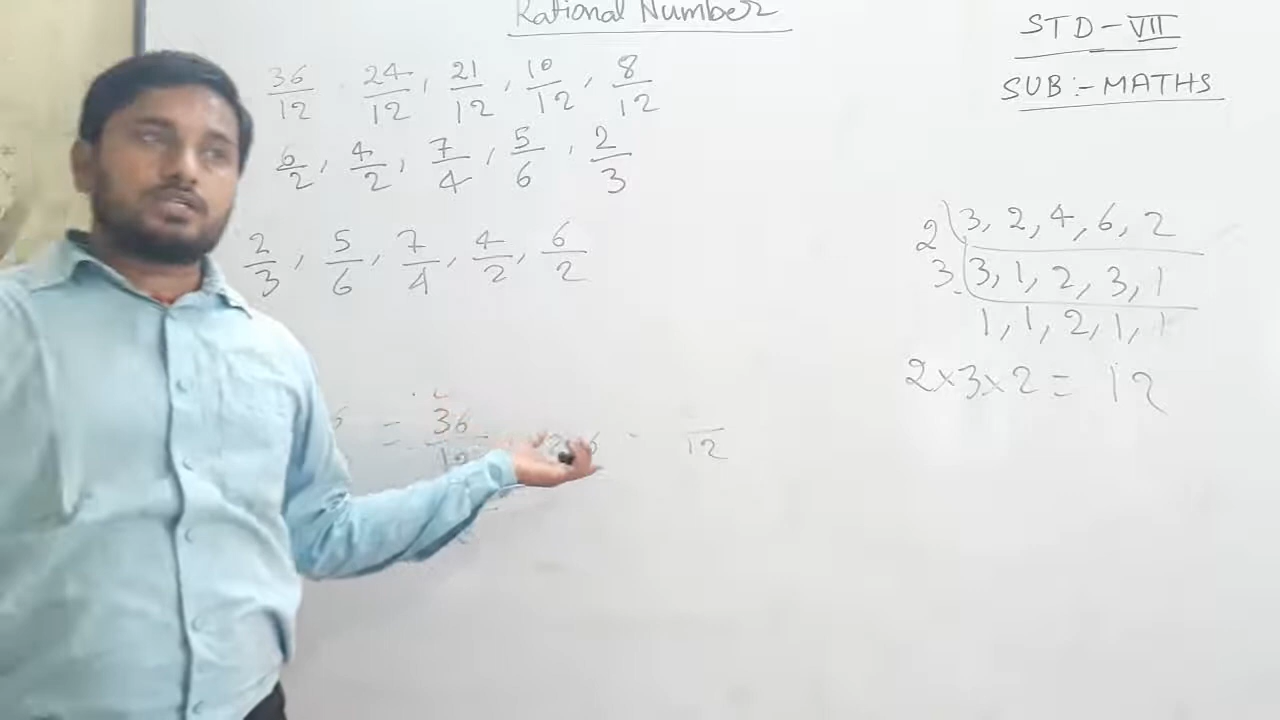 Rational Number
STD-VII
SUB:- MATHS
36/12 24/12, 21/12, 10/12, 8/12
6/2, 4/2, 7/4, 5/6, 2/3
2/3, 5/6, 7/4, 4/2, 6/2
= 36/12
12
2 3, 2, 4, 6, 2
3 3, 1, 2, 3, 1
1, 1, 2, 1, 1
2×3×2 = 12